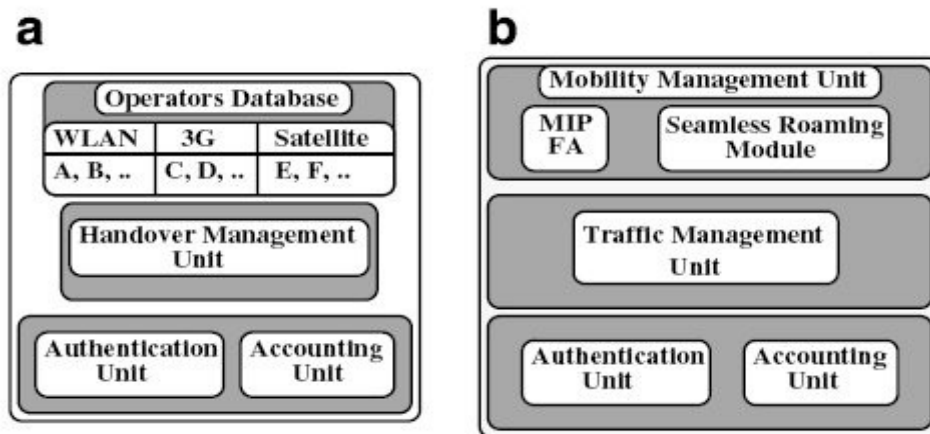 a
Operators Database
WLAN 3G Satellite
A, B, .. C, D, .. E, F, ..
Handover Management
Unit
Authentication
Unit
Accounting
Unit
b
Mobility Management Unit
MIP
FA
Seamless Roaming
Module
Traffic Management
Unit
Authentication
Unit
Accounting
Unit